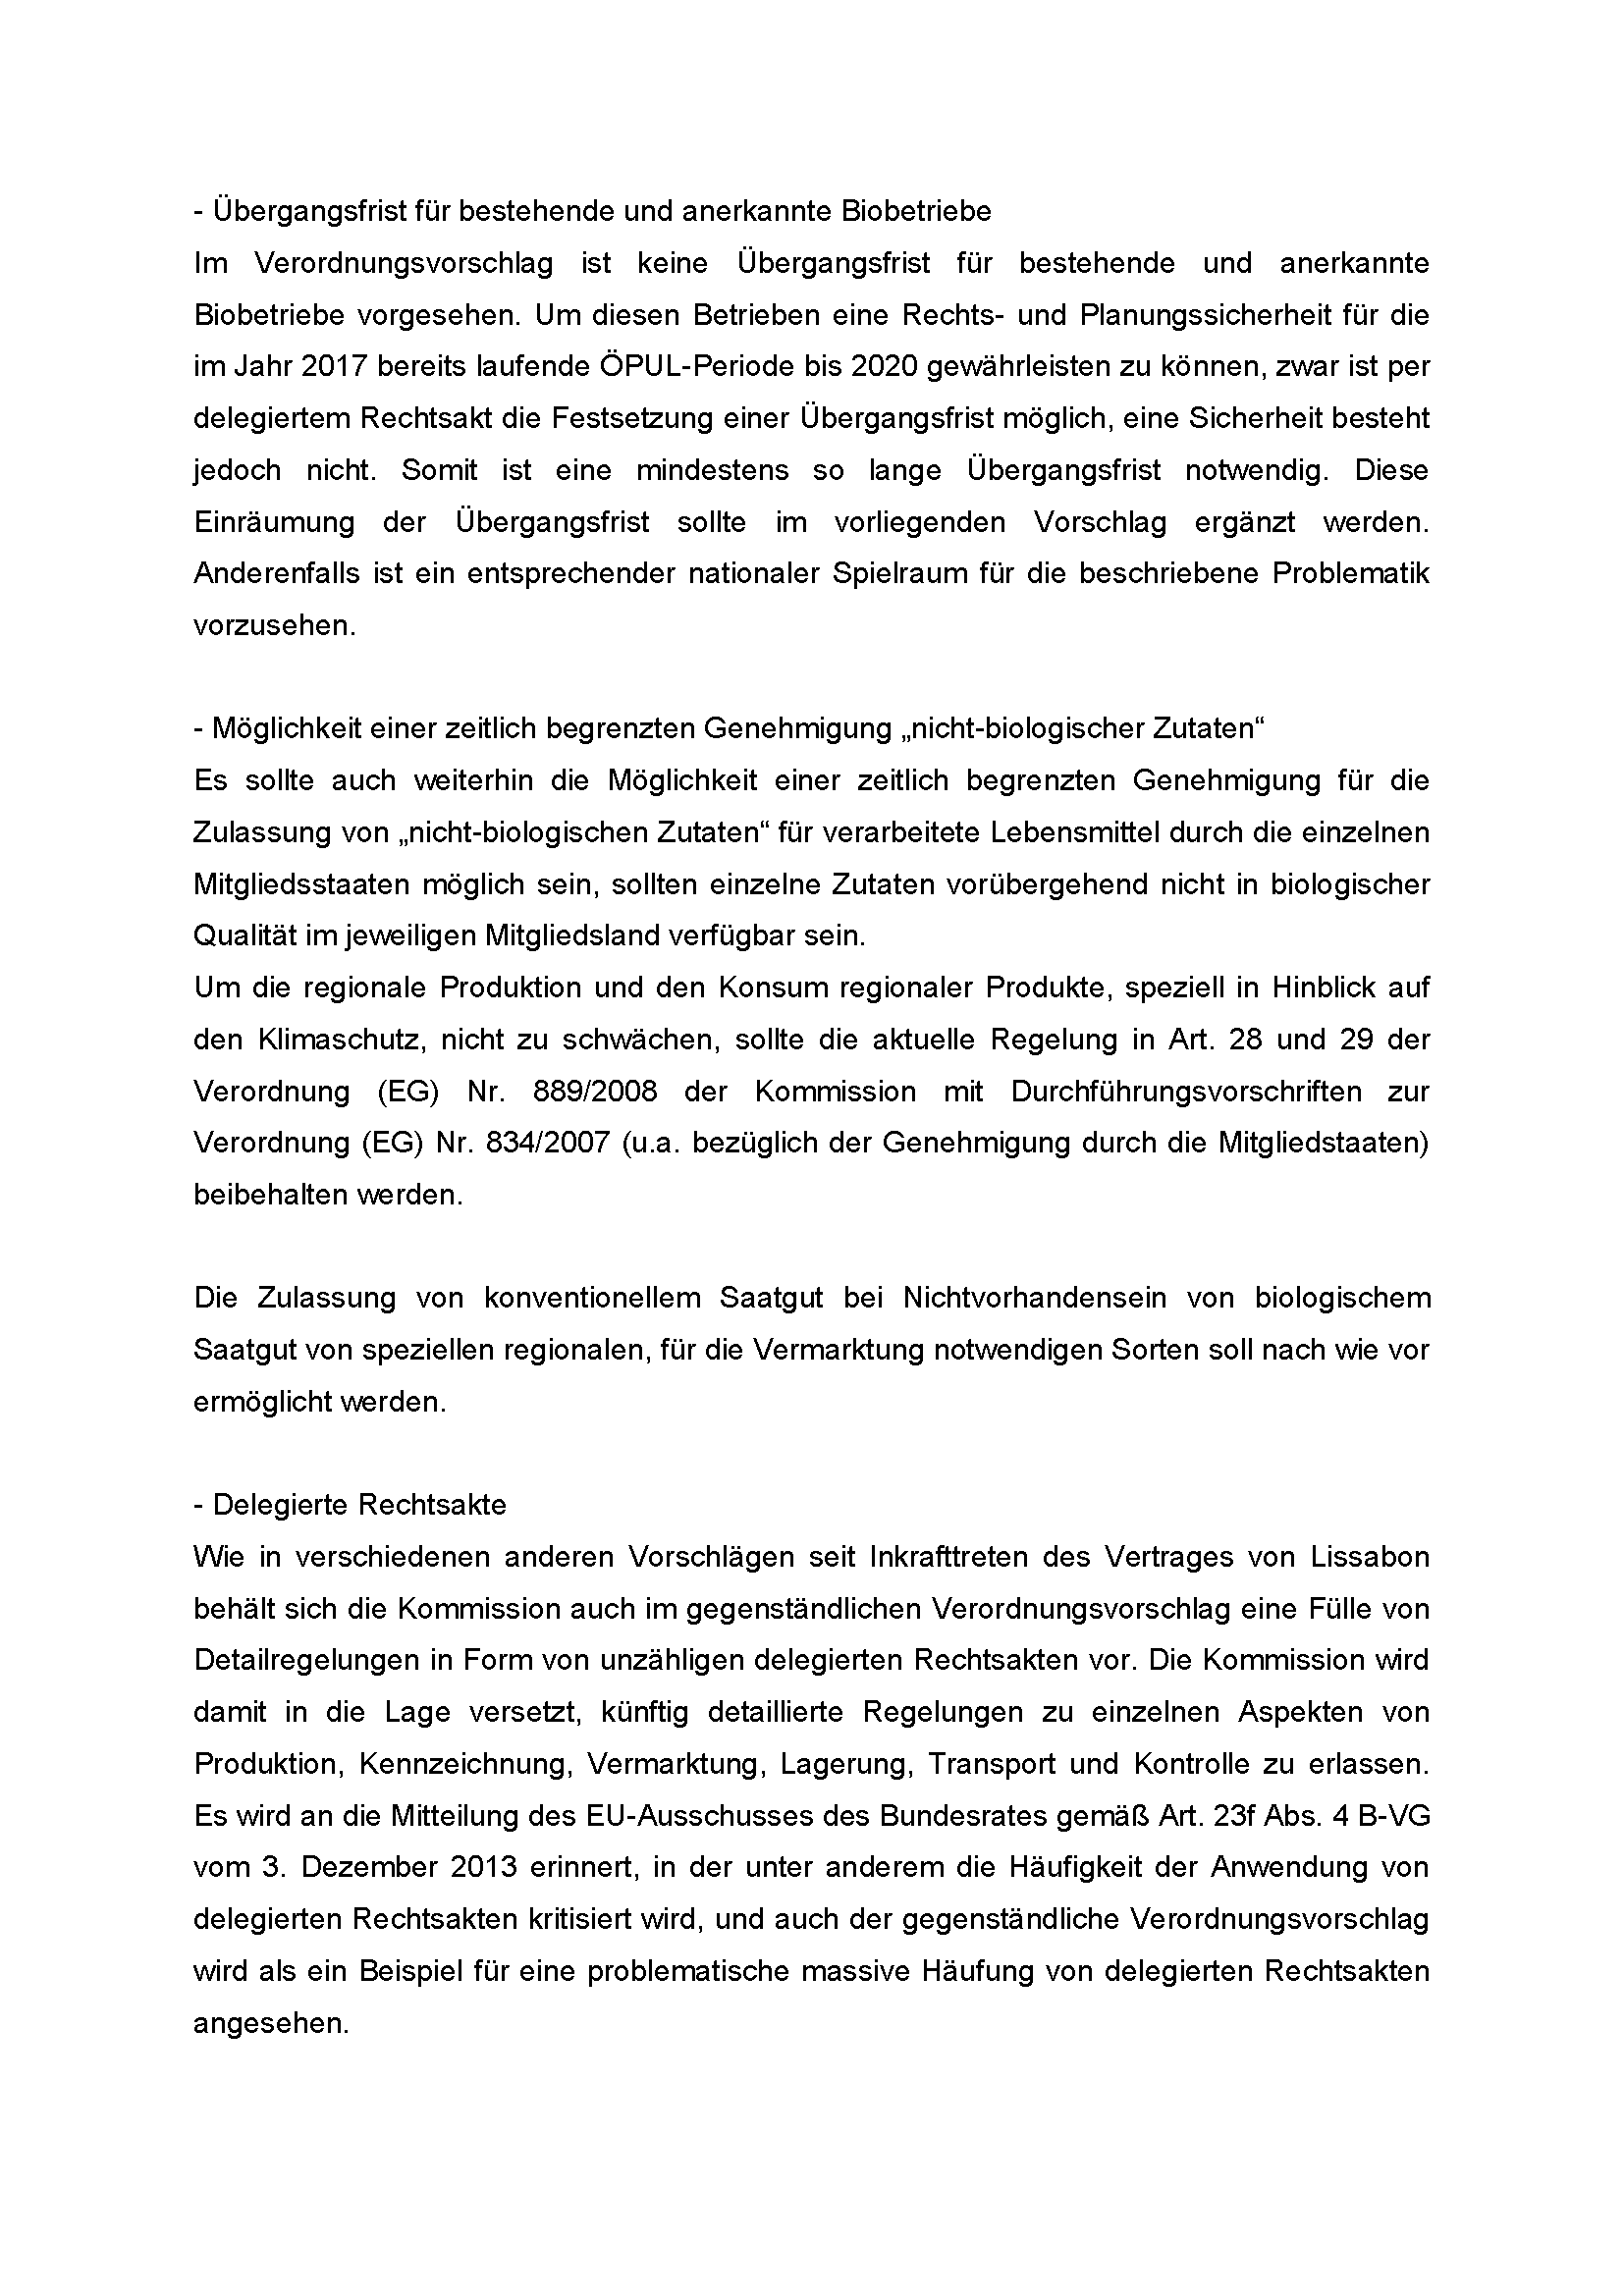 - Übergangsfrist für bestehende und anerkannte Biobetriebe
Im Verordnungsvorschlag ist keine Übergangsfrist für bestehende und anerkannte
Biobetriebe vorgesehen. Um diesen Betrieben eine Rechts- und Planungssicherheit für die
im Jahr 2017 bereits laufende ÖPUL-Periode bis 2020 gewährleisten zu können, zwar ist per
delegiertem Rechtsakt die Festsetzung einer Übergangsfrist möglich, eine Sicherheit besteht
jedoch nicht. Somit ist eine mindestens so lange Übergangsfrist notwendig. Diese
Einräumung der Übergangsfrist sollte im vorliegenden Vorschlag ergänzt werden.
Anderenfalls ist ein entsprechender nationaler Spielraum für die beschriebene Problematik
vorzusehen.
- Möglichkeit einer zeitlich begrenzten Genehmigung „nicht-biologischer Zutaten“
Es sollte auch weiterhin die Möglichkeit einer zeitlich begrenzten Genehmigung für die
Zulassung von „nicht-biologischen Zutaten“ für verarbeitete Lebensmittel durch die einzelnen
Mitgliedsstaaten möglich sein, sollten einzelne Zutaten vorübergehend nicht in biologischer
Qualität im jeweiligen Mitgliedsland verfügbar sein.
Um die regionale Produktion und den Konsum regionaler Produkte, speziell in Hinblick auf
den Klimaschutz, nicht zu schwächen, sollte die aktuelle Regelung in Art. 28 und 29 der
Verordnung (EG) Nr. 889/2008 der Kommission mit Durchführungsvorschriften zur
Verordnung (EG) Nr. 834/2007 (u.a. bezüglich der Genehmigung durch die Mitgliedstaaten)
beibehalten werden.
Die Zulassung von konventionellem Saatgut bei Nichtvorhandensein von biologischem
Saatgut von speziellen regionalen, für die Vermarktung notwendigen Sorten soll nach wie vor
ermöglicht werden.
- Delegierte Rechtsakte
Wie in verschiedenen anderen Vorschlägen seit Inkrafttreten des Vertrages von Lissabon
behält sich die Kommission auch im gegenständlichen Verordnungsvorschlag eine Fülle von
Detailregelungen in Form von unzähligen delegierten Rechtsakten vor. Die Kommission wird
damit in die Lage versetzt, künftig detaillierte Regelungen zu einzelnen Aspekten von
Produktion, Kennzeichnung, Vermarktung, Lagerung, Transport und Kontrolle zu erlassen.
Es wird an die Mitteilung des EU-Ausschusses des Bundesrates gemäß Art. 23f Abs. 4 B-VG
vom 3. Dezember 2013 erinnert, in der unter anderem die Häufigkeit der Anwendung von
delegierten Rechtsakten kritisiert wird, und auch der gegenständliche Verordnungsvorschlag
wird als ein Beispiel für eine problematische massive Häufung von delegierten Rechtsakten
angesehen.